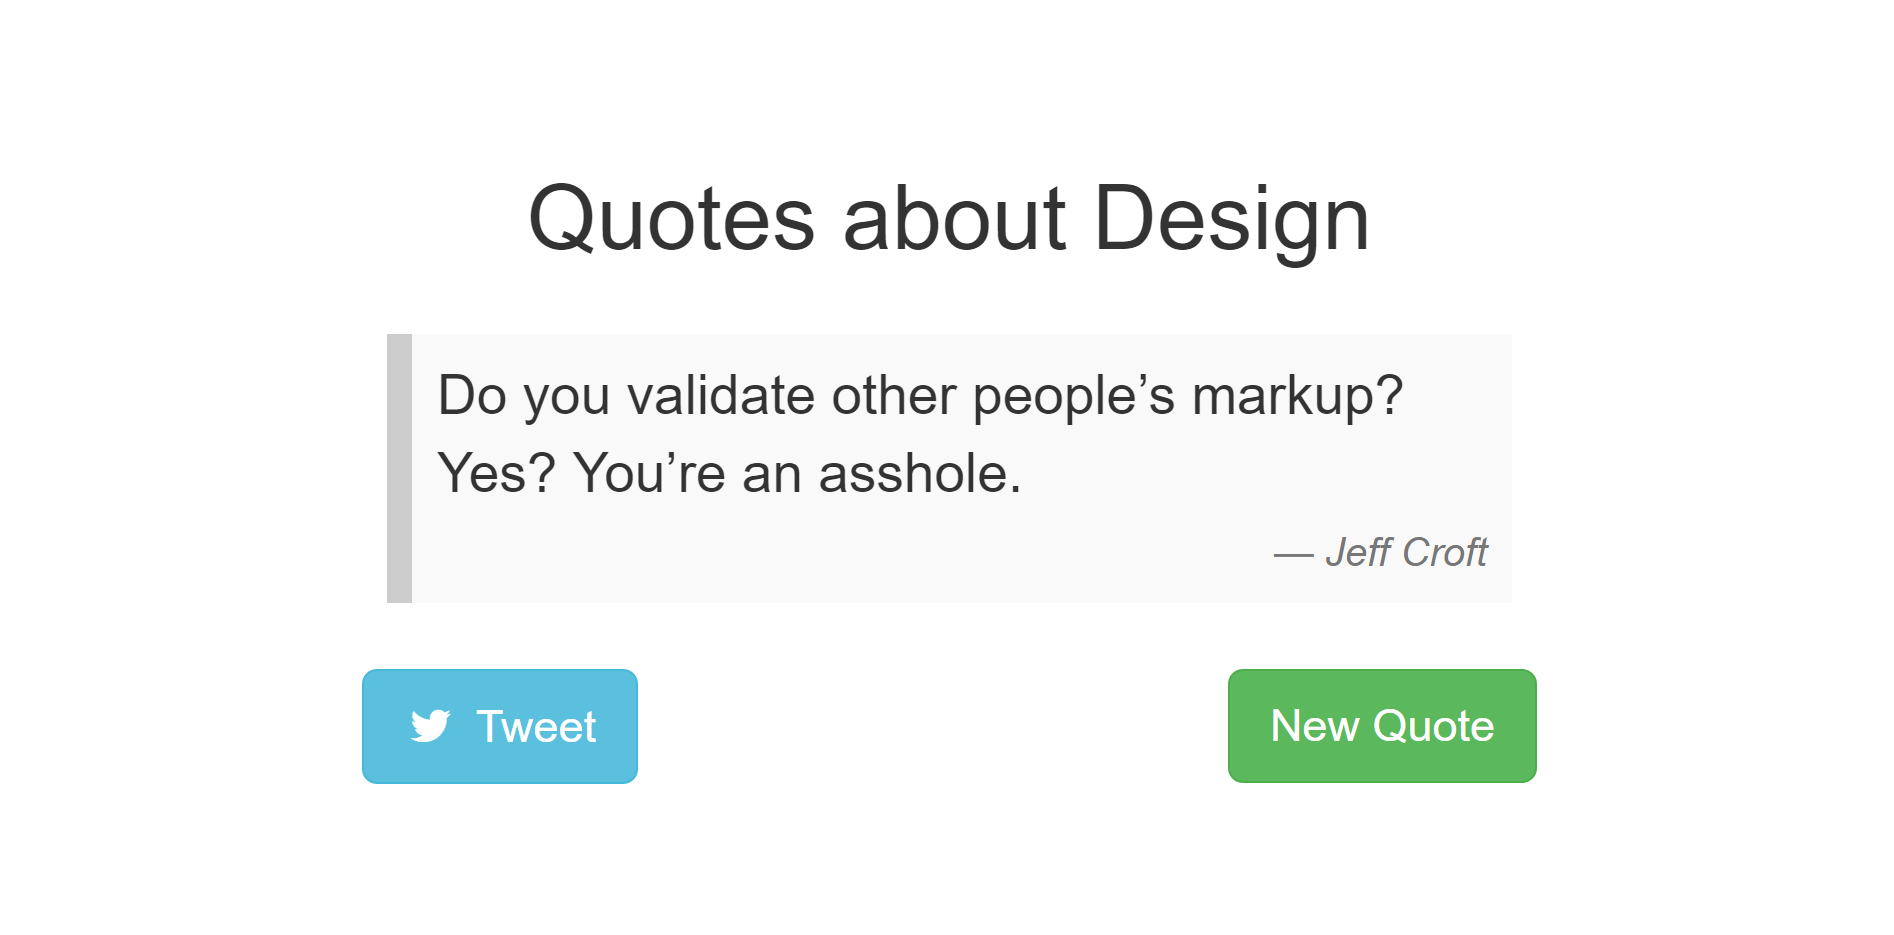 Quotes about Design
Do you validate other people’s markup?
Yes? You’re an asshole.
— Jeff Croft
Tweet
New Quote